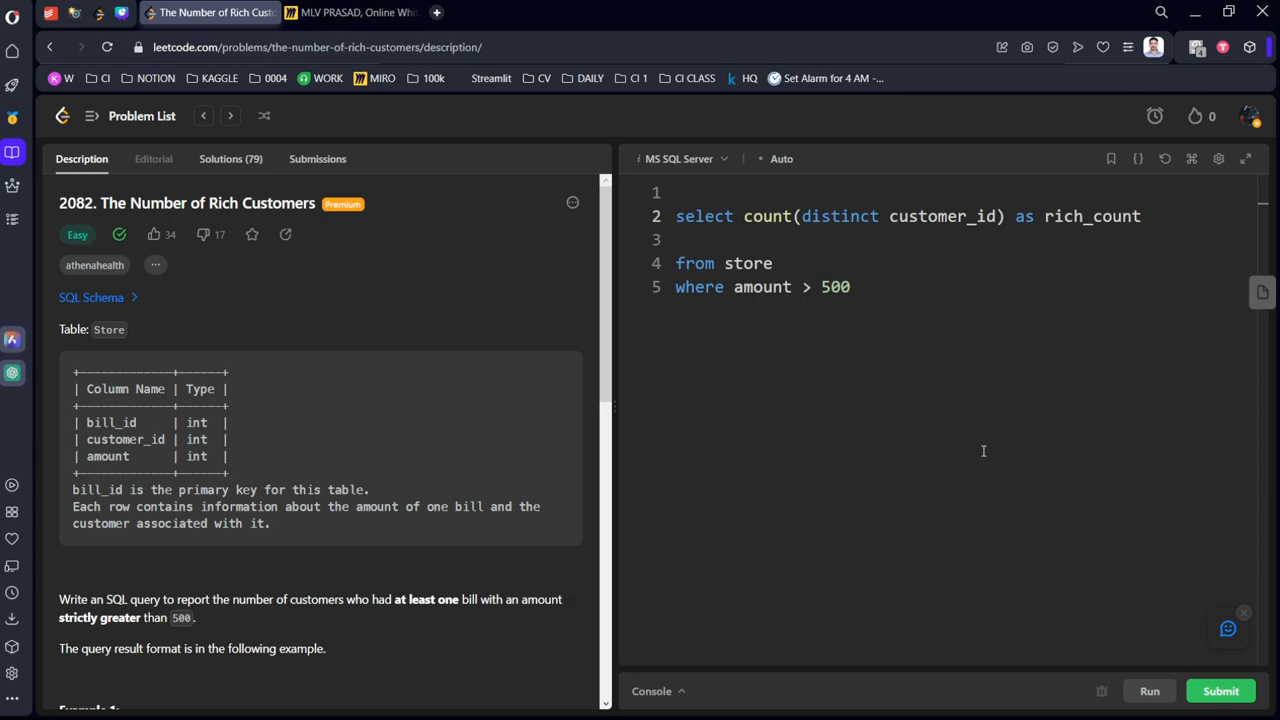 The Number of Rich Custo
MLV PRASAD, Online Whit
leetcode.com/problems/the-number-of-rich-customers/description/
W
CI
NOTION
KAGGLE
0004
WORK
MIRO
100k
Streamlit
CV
DAILY
CI 1
CI CLASS
HQ
Set Alarm for 4 AM -...
Problem List
0
Description
Editorial
Solutions (79)
Submissions
MS SQL Server
Auto
2082. The Number of Rich Customers
Premium
Easy
34
17
athenahealth
SQL Schema
Table: Store
+-------------+------+
| Column Name | Type |
+-------------+------+
| bill_id     | int  |
| customer_id | int  |
| amount      | int  |
+-------------+------+
bill_id is the primary key for this table.
Each row contains information about the amount of one bill and the
customer associated with it.
Write an SQL query to report the number of customers who had at least one bill with an amount
strictly greater than 500.
The query result format is in the following example.
Example 1:
1
2 select count(distinct customer_id) as rich_count
3
4 from store
5 where amount > 500
Console
Run
Submit